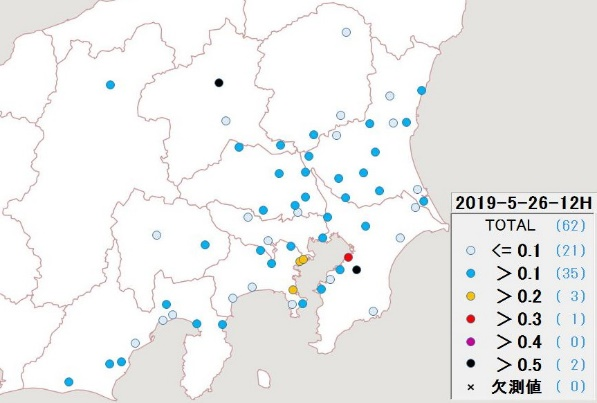 2019-5-26-12H
TOTAL (62)
<= 0.1 (21)
＞ 0.1 (35)
＞ 0.2 ( 3)
＞ 0.3 ( 1)
＞ 0.4 ( 0)
＞ 0.5 ( 2)
× 欠測値 ( 0)